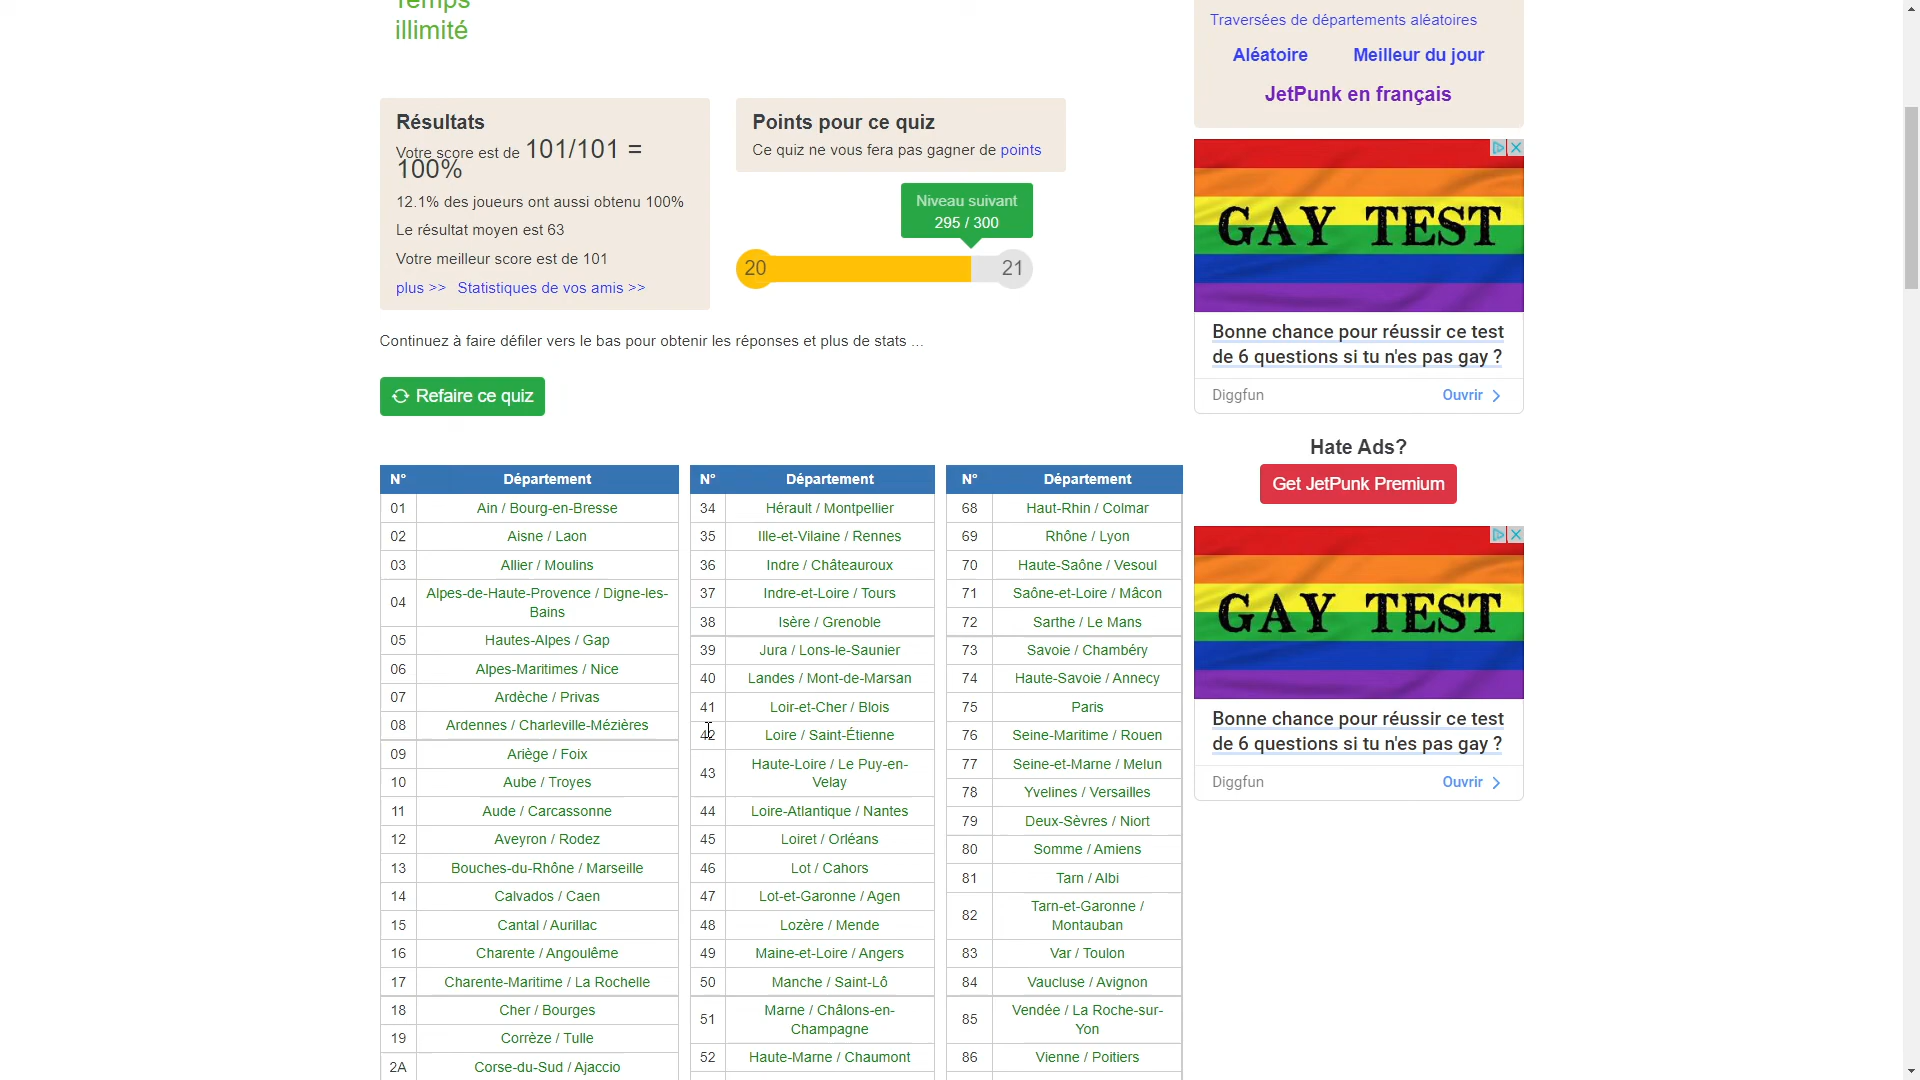 Temps
illimité
Résultats
Votre score est de 101/101 =
100%
12.1% des joueurs ont aussi obtenu 100%
Le résultat moyen est 63
Votre meilleur score est de 101
plus >> Statistiques de vos amis >>
Points pour ce quiz
Ce quiz ne vous fera pas gagner de points
Niveau suivant
295 / 300
20
21
Continuez à faire défiler vers le bas pour obtenir les réponses et plus de stats ...
Refaire ce quiz
N° Département
01 Ain / Bourg-en-Bresse
02 Aisne / Laon
03 Allier / Moulins
04 Alpes-de-Haute-Provence / Digne-les-
Bains
05 Hautes-Alpes / Gap
06 Alpes-Maritimes / Nice
07 Ardèche / Privas
08 Ardennes / Charleville-Mézières
09 Ariège / Foix
10 Aube / Troyes
11 Aude / Carcassonne
12 Aveyron / Rodez
13 Bouches-du-Rhône / Marseille
14 Calvados / Caen
15 Cantal / Aurillac
16 Charente / Angoulême
17 Charente-Maritime / La Rochelle
18 Cher / Bourges
19 Corrèze / Tulle
2A Corse-du-Sud / Ajaccio
N° Département
34 Hérault / Montpellier
35 Ille-et-Vilaine / Rennes
36 Indre / Châteauroux
37 Indre-et-Loire / Tours
38 Isère / Grenoble
39 Jura / Lons-le-Saunier
40 Landes / Mont-de-Marsan
41 Loir-et-Cher / Blois
42 Loire / Saint-Étienne
43 Haute-Loire / Le Puy-en-
Velay
44 Loire-Atlantique / Nantes
45 Loiret / Orléans
46 Lot / Cahors
47 Lot-et-Garonne / Agen
48 Lozère / Mende
49 Maine-et-Loire / Angers
50 Manche / Saint-Lô
51 Marne / Châlons-en-
Champagne
52 Haute-Marne / Chaumont
N° Département
68 Haut-Rhin / Colmar
69 Rhône / Lyon
70 Haute-Saône / Vesoul
71 Saône-et-Loire / Mâcon
72 Sarthe / Le Mans
73 Savoie / Chambéry
74 Haute-Savoie / Annecy
75 Paris
76 Seine-Maritime / Rouen
77 Seine-et-Marne / Melun
78 Yvelines / Versailles
79 Deux-Sèvres / Niort
80 Somme / Amiens
81 Tarn / Albi
82 Tarn-et-Garonne /
Montauban
83 Var / Toulon
84 Vaucluse / Avignon
85 Vendée / La Roche-sur-
Yon
86 Vienne / Poitiers
Traversées de départements aléatoires
Aléatoire Meilleur du jour
JetPunk en français
GAY TEST
Bonne chance pour réussir ce test
de 6 questions si tu n'es pas gay ?
Diggfun Ouvrir
Hate Ads?
Get JetPunk Premium
GAY TEST
Bonne chance pour réussir ce test
de 6 questions si tu n'es pas gay ?
Diggfun Ouvrir